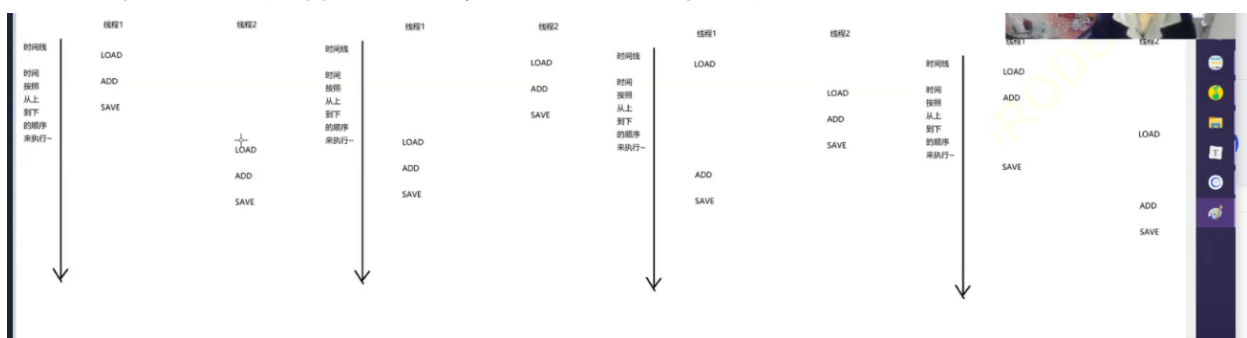 线程1
线程2
时间线
时间
按照
从上
到下
的顺序
来执行~
LOAD
ADD
SAVE
LOAD
ADD
SAVE
线程1
线程2
时间线
时间
按照
从上
到下
的顺序
来执行~
LOAD
ADD
SAVE
LOAD
ADD
SAVE
线程1
线程2
时间线
时间
按照
从上
到下
的顺序
来执行~
LOAD
LOAD
ADD
SAVE
ADD
SAVE
线程1
线程2
时间线
时间
按照
从上
到下
的顺序
来执行~
LOAD
ADD
LOAD
SAVE
ADD
SAVE